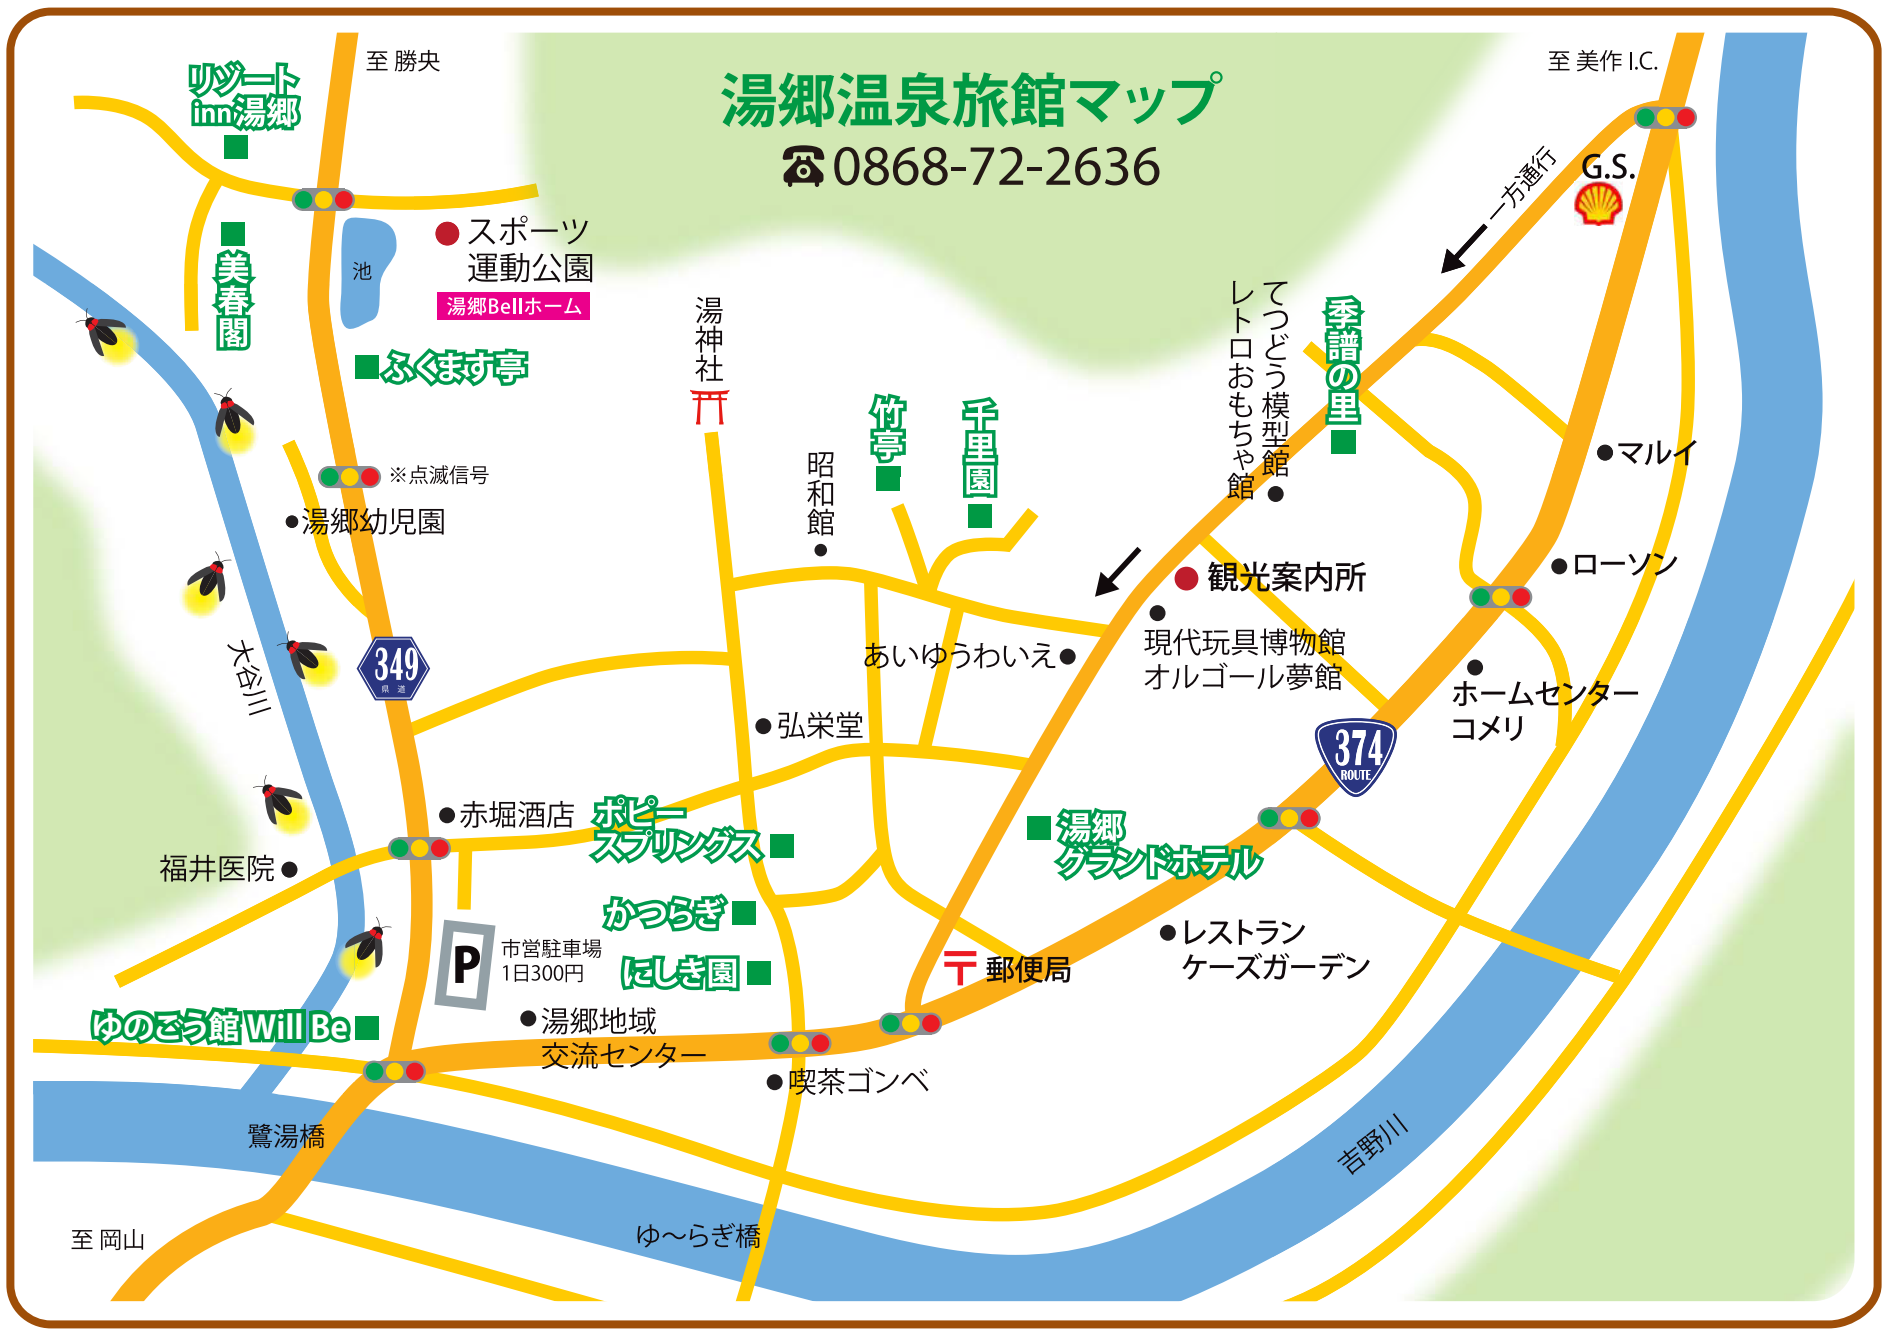 湯郷温泉旅館マップ
☎0868-72-2636
至 勝央
至 美作 I.C.
リゾート
inn湯郷
一方通行
G.S.
スポーツ
運動公園
湯郷Bellホーム
池
美春閣
ふくます亭
湯神社
てつどう模型館
レトロおもちゃ館
季譜の里
竹亭
千里園
昭和館
マルイ
※点滅信号
湯郷幼児園
観光案内所
ローソン
現代玩具博物館
オルゴール夢館
あいゆうわいえ
大谷川
349
県道
ホームセンター
コメリ
弘栄堂
374
ROUTE
赤堀酒店
ポピー
スプリングス
湯郷
グランドホテル
福井医院
かつらぎ
レストラン
ケーズガーデン
P
市営駐車場
1日300円
にしき園
〒郵便局
ゆのごう館 Will Be
湯郷地域
交流センター
喫茶ゴンベ
鷺湯橋
吉野川
至 岡山
ゆ～らぎ橋